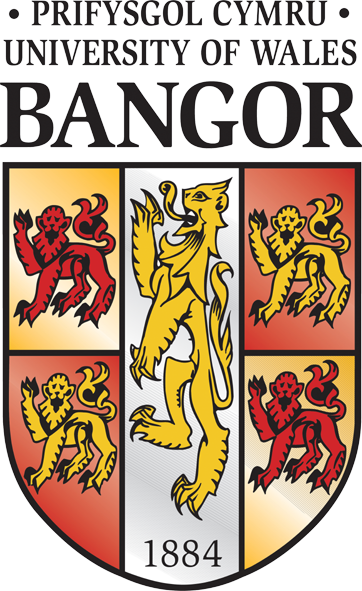 · PRIFYSGOL CYMRU ·
UNIVERSITY OF WALES
BANGOR
1884